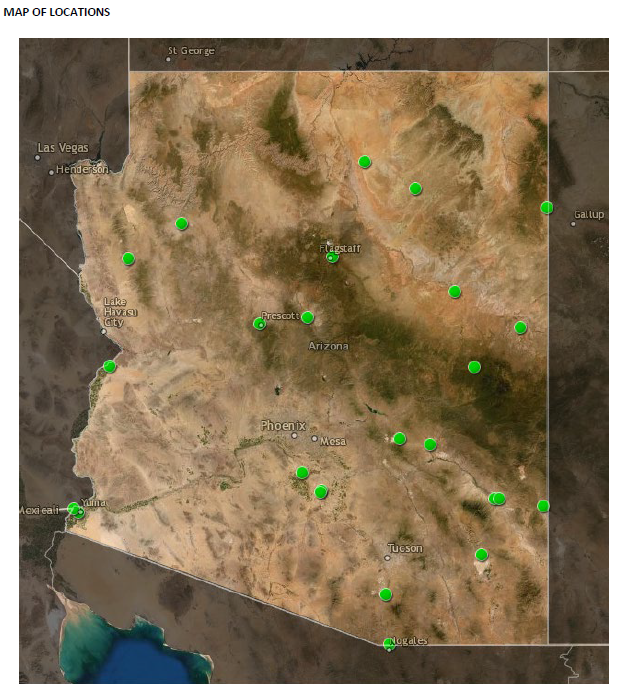 MAP OF LOCATIONS
St George
Las Vegas
Henderson
Gallup
Flagstaff
Lake
Havasu
City
Prescott
Arizona
Phoenix
Mesa
Mexicali
Yuma
Tucson
Nogales